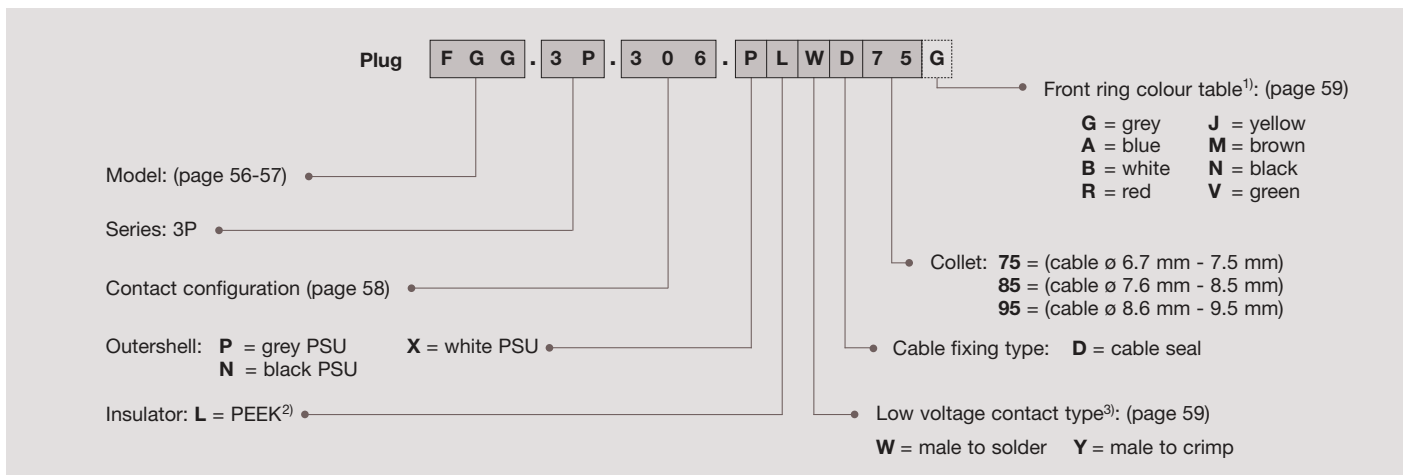 Plug F G G . 3 P . 3 0 6 . P L W D 7 5 G
Front ring colour table1): (page 59)
G = grey J = yellow
A = blue M = brown
B = white N = black
R = red V = green
Model: (page 56-57)
Series: 3P
Collet: 75 = (cable ø 6.7 mm - 7.5 mm)
85 = (cable ø 7.6 mm - 8.5 mm)
95 = (cable ø 8.6 mm - 9.5 mm)
Contact configuration (page 58)
Outershell: P = grey PSU X = white PSU
N = black PSU
Cable fixing type: D = cable seal
Insulator: L = PEEK2)
Low voltage contact type3): (page 59)
W = male to solder Y = male to crimp